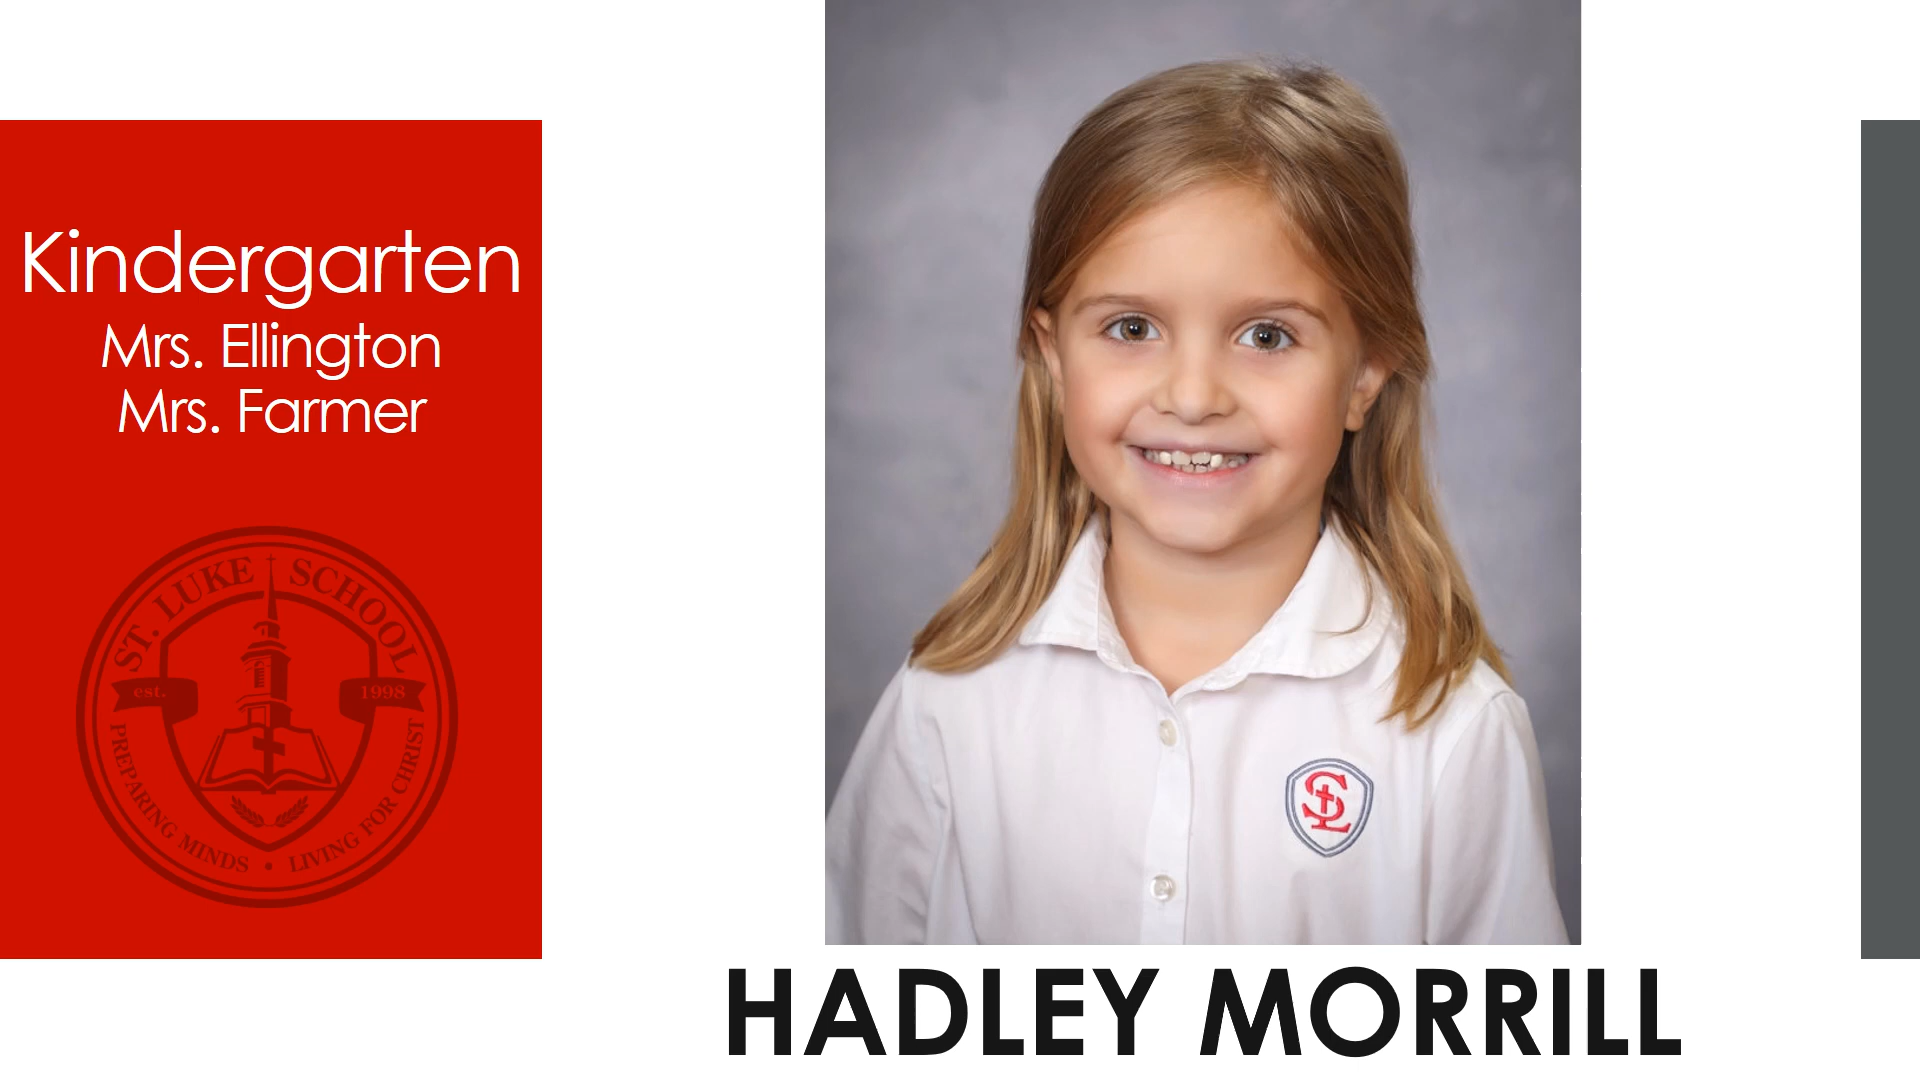 Kindergarten
Mrs. Ellington
Mrs. Farmer
ST. LUKE SCHOOL
est. 1998
PREPARING MINDS • LIVING FOR CHRIST
SL
HADLEY MORRILL